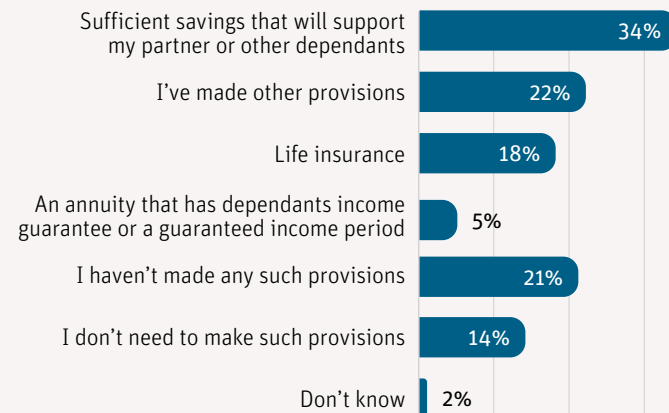 Sufficient savings that will support
my partner or other dependants
34%
I've made other provisions
22%
Life insurance
18%
An annuity that has dependants income
guarantee or a guaranteed income period
5%
I haven't made any such provisions
21%
I don't need to make such provisions
14%
Don't know
2%